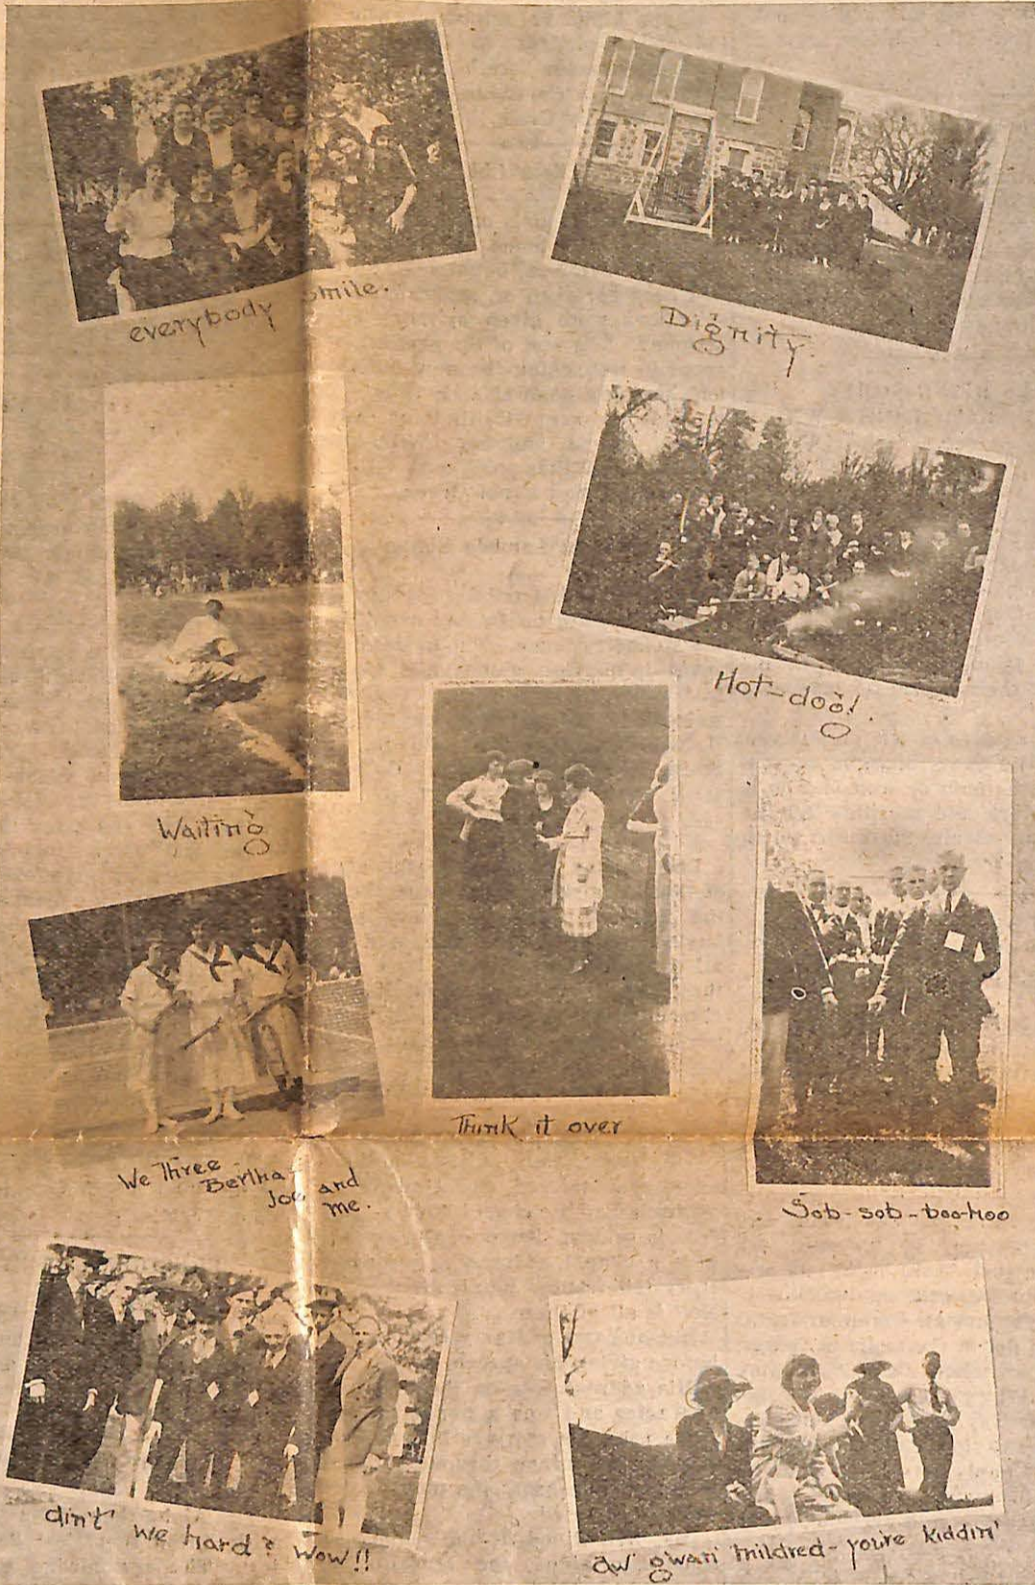 everybody smile.
Dignity.
Waiting
Hot-dog!.
We Three
Bertha
Joe and
me.
Think it over
Sob-sob-boo-hoo
ain't we hard? wow!!
aw g'wan mildred-you're kiddin'